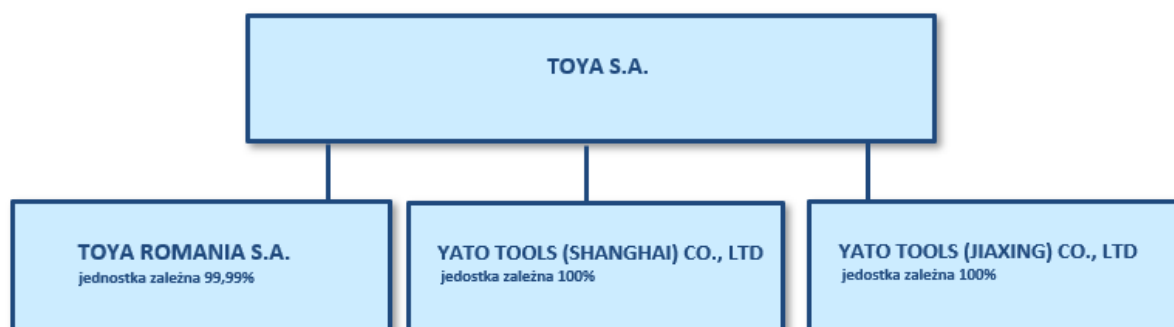 TOYA S.A.
TOYA ROMANIA S.A.
jednostka zależna 99,99%
YATO TOOLS (SHANGHAI) CO., LTD
jedostka zależna 100%
YATO TOOLS (JIAXING) CO., LTD
jedostka zależna 100%